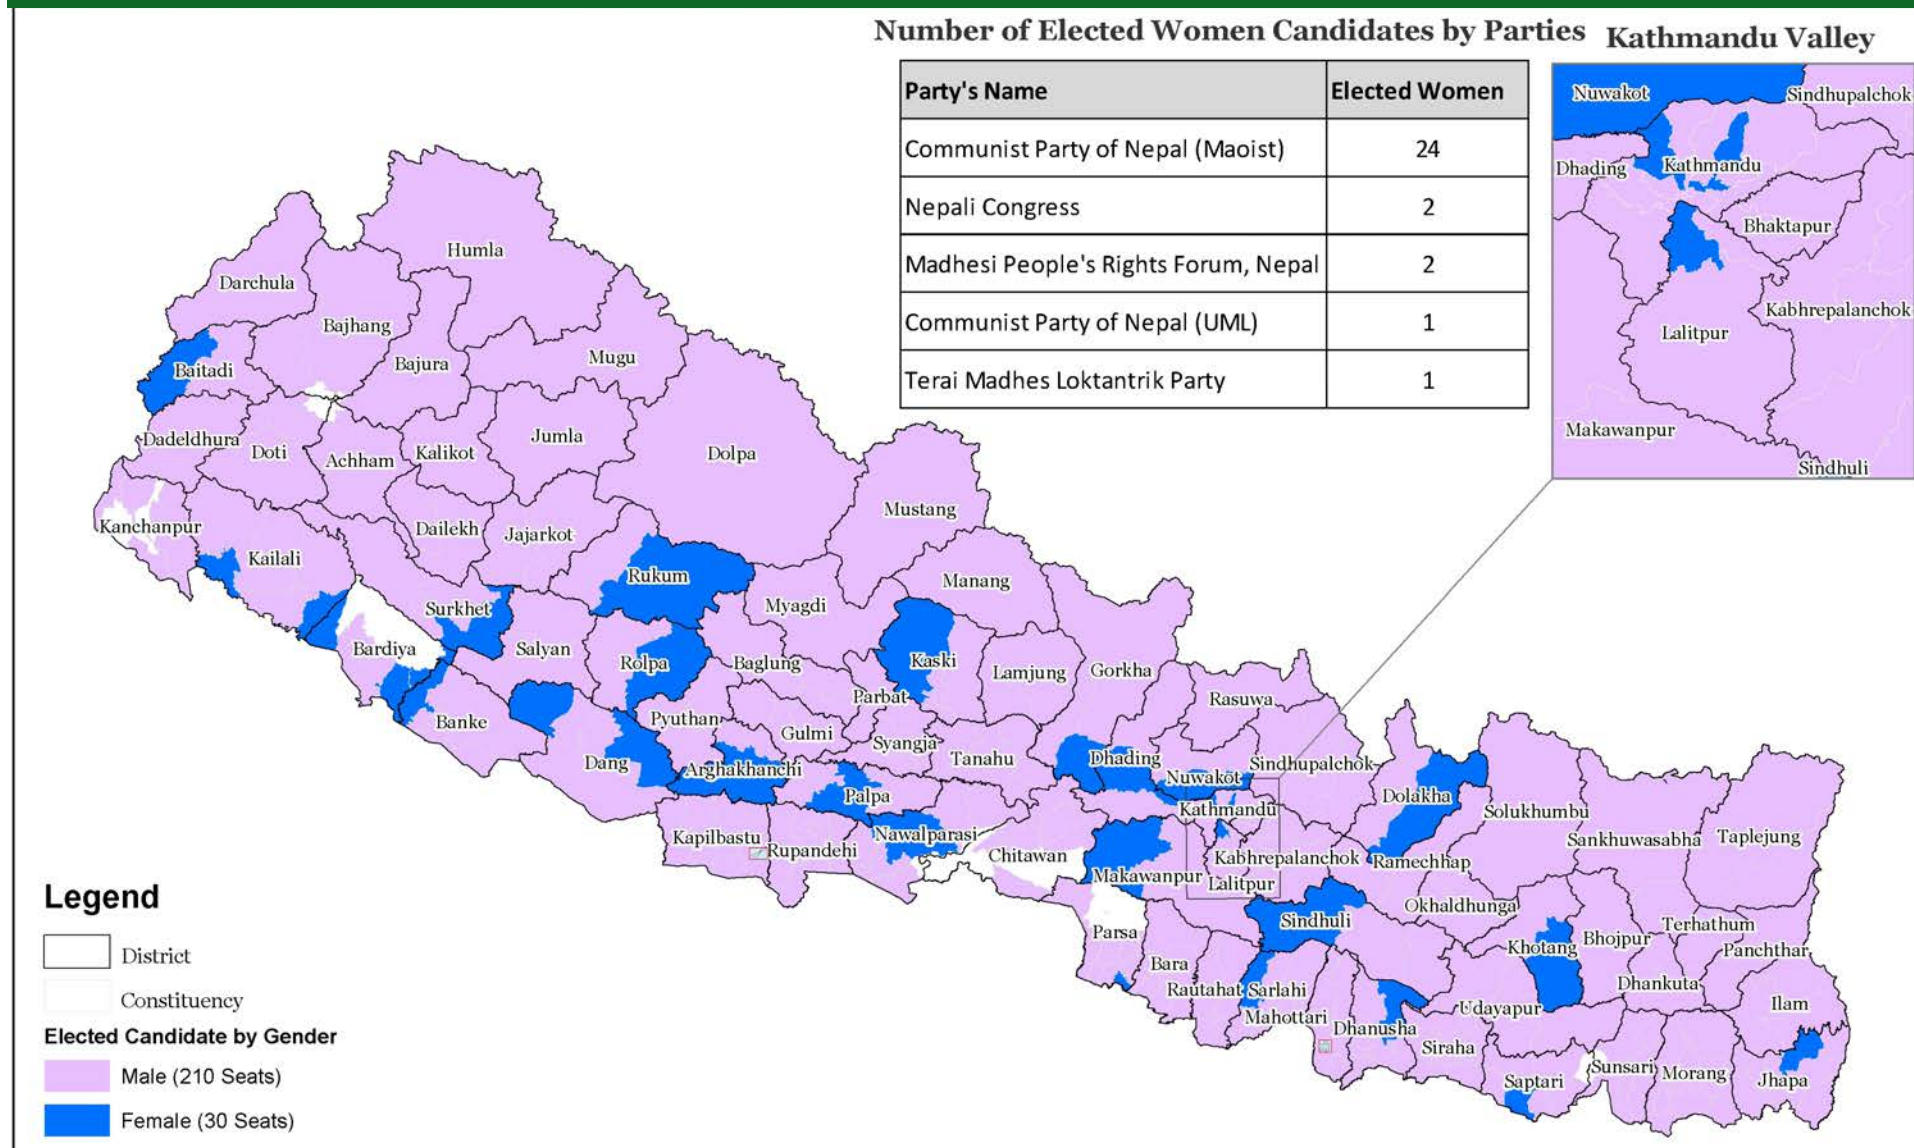 Number of Elected Women Candidates by Parties
Kathmandu Valley
Party's Name Elected Women
Communist Party of Nepal (Maoist) 24
Nepali Congress 2
Madhesi People's Rights Forum, Nepal 2
Communist Party of Nepal (UML) 1
Terai Madhes Loktantrik Party 1
Nuwakot
Sindhupalchok
Dhading
Kathmandu
Bhaktapur
Kabhrepalanchok
Lalitpur
Makawanpur
Sindhuli
Humla
Darchula
Bajhang
Bajura
Mugu
Baitadi
Dadeldhura
Doti
Achham
Kalikot
Jumla
Dolpa
Mustang
Kanchanpur
Kailali
Dailekh
Jajarkot
Rukum
Manang
Myagdi
Surkhet
Bardiya
Salyan
Rolpa
Baglung
Kaski
Lamjung
Gorkha
Parbat
Rasuwa
Banke
Pyuthan
Gulmi
Syangja
Tanahu
Dang
Arghakhanchi
Dhading
Nuwakot
Sindhupalchok
Palpa
Kathmandu
Dolakha
Solukhumbu
Sankhuwasabha
Taplejung
Kapilbastu
Rupandehi
Nawalparasi
Chitawan
Kabhrepalanchok
Ramechhap
Makawanpur
Lalitpur
Okhaldhunga
Sindhuli
Parsa
Khotang
Bhojpur
Terhathum
Panchthar
Bara
Dhankuta
Rautahat
Sarlahi
Mahottari
Dhanusha
Udayapur
Ilam
Siraha
Saptari
Sunsari
Morang
Jhapa
Legend
District
Constituency
Elected Candidate by Gender
Male (210 Seats)
Female (30 Seats)